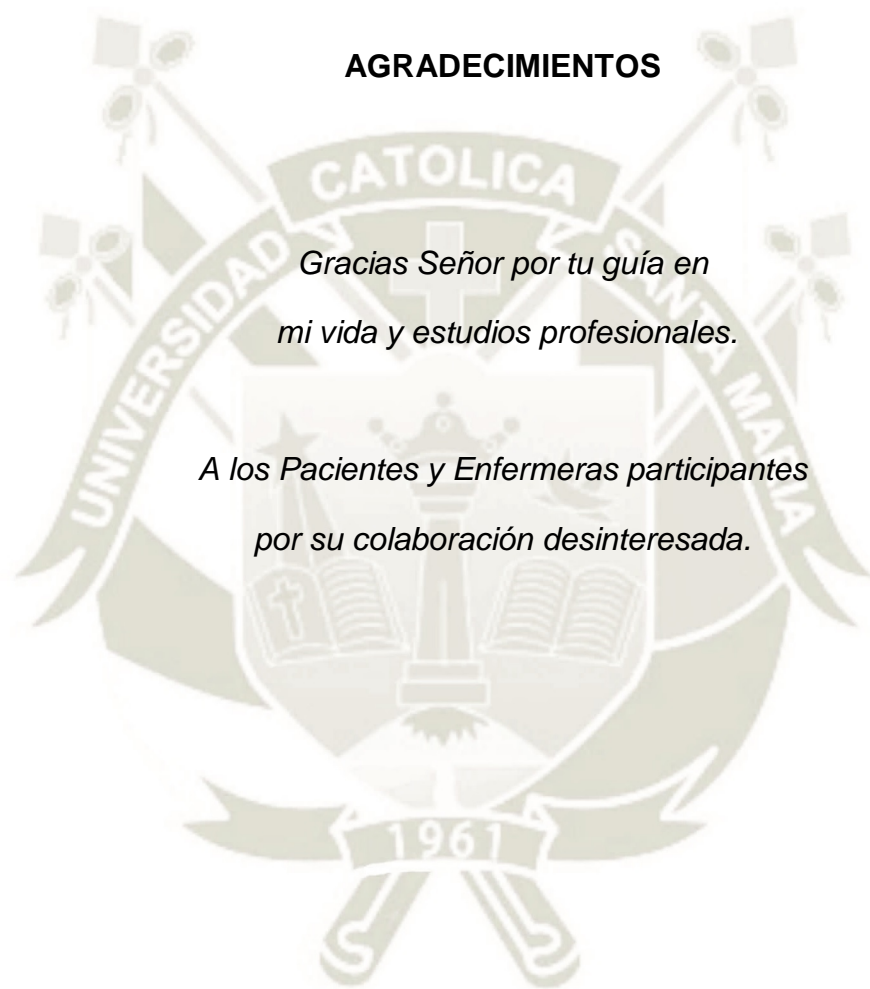 AGRADECIMIENTOS
CATOLICA
UNIVERSIDAD
SANTA MARIA
Gracias Señor por tu guía en
mi vida y estudios profesionales.
A los Pacientes y Enfermeras participantes
por su colaboración desinteresada.
1961